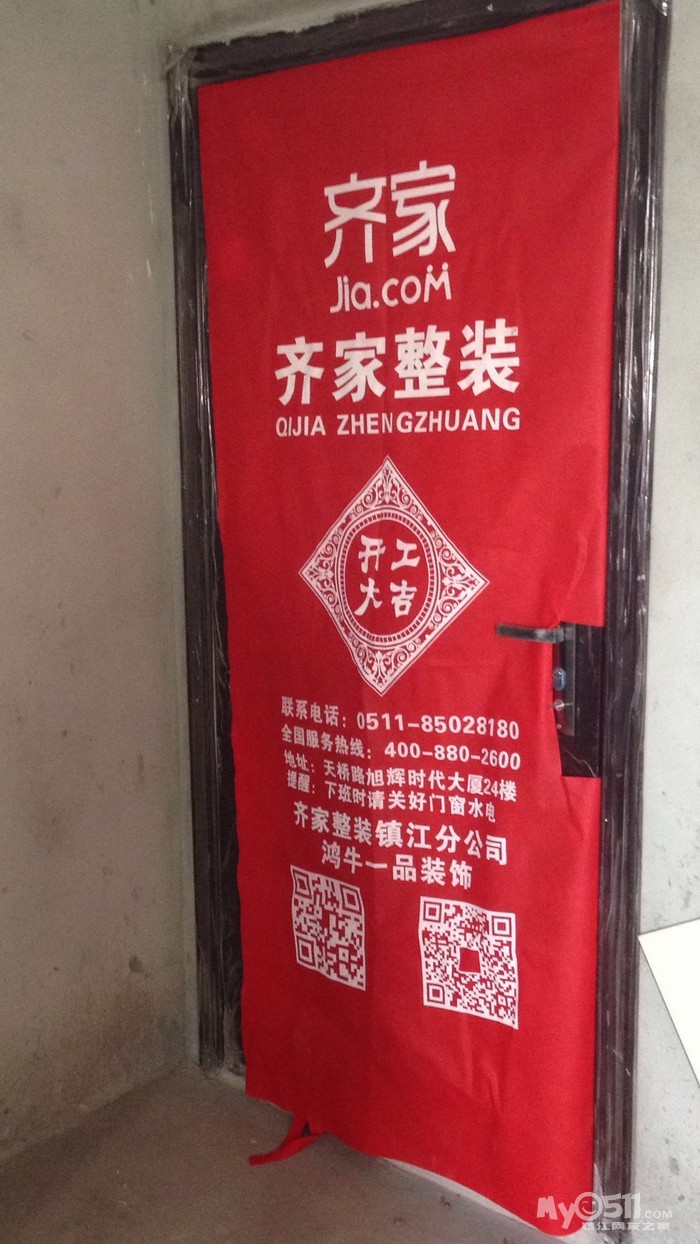 齐家
Jia.com
齐家整装
QIJIA ZHENGZHUANG
开工
大吉
联系电话：0511-85028180
全国服务热线：400-880-2600
地址：天桥路旭辉时代大厦24楼
提醒：下班时请关好门窗水电
齐家整装镇江分公司
鸿牛一品装饰
My0511.COM
镇江网友之家